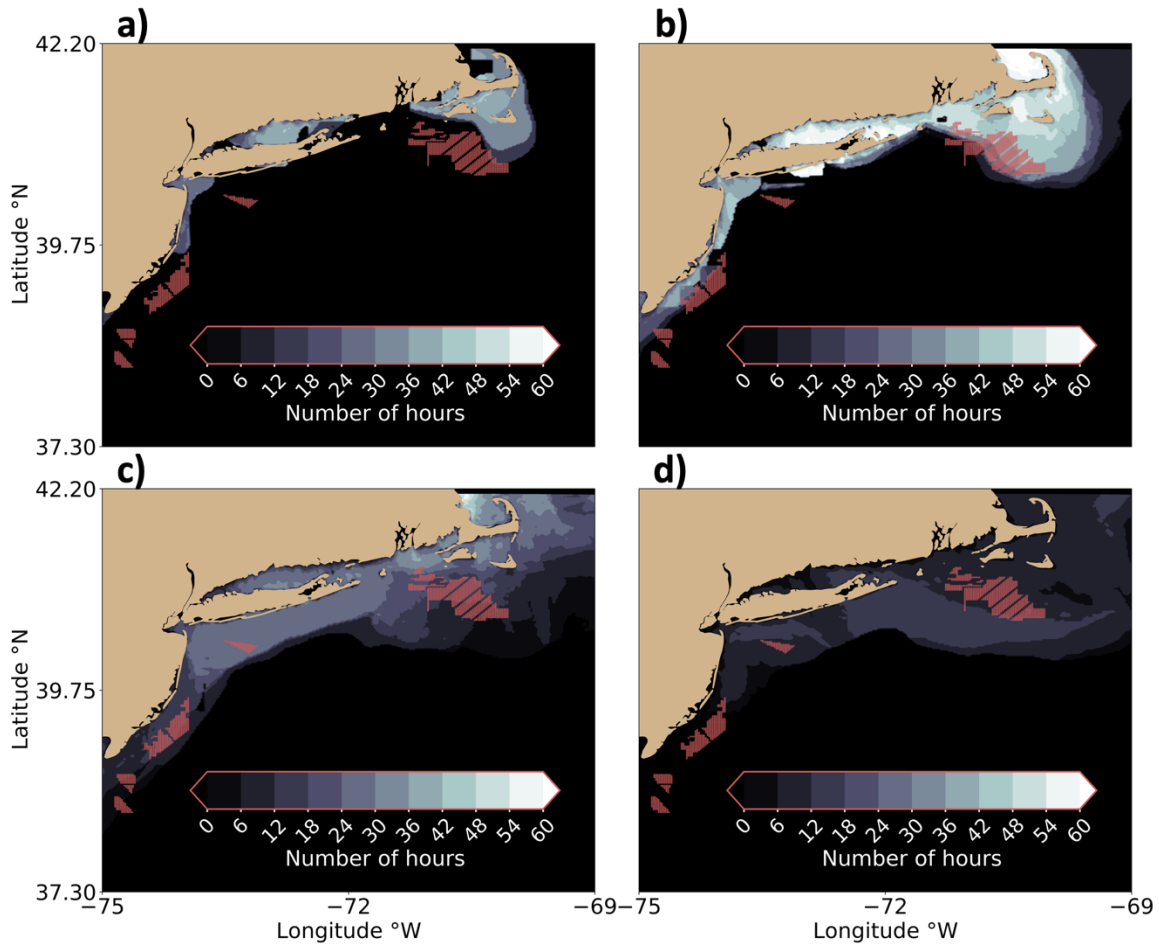 a)
b)
42.20
39.75
37.30
Latitude °N
0 6 12 18 24 30 36 42 48 54 60
Number of hours
0 6 12 18 24 30 36 42 48 54 60
Number of hours
c)
d)
42.20
39.75
37.30
Latitude °N
0 6 12 18 24 30 36 42 48 54 60
Number of hours
0 6 12 18 24 30 36 42 48 54 60
Number of hours
−75 −72 −69
−75 −72 −69
Longitude °W
Longitude °W